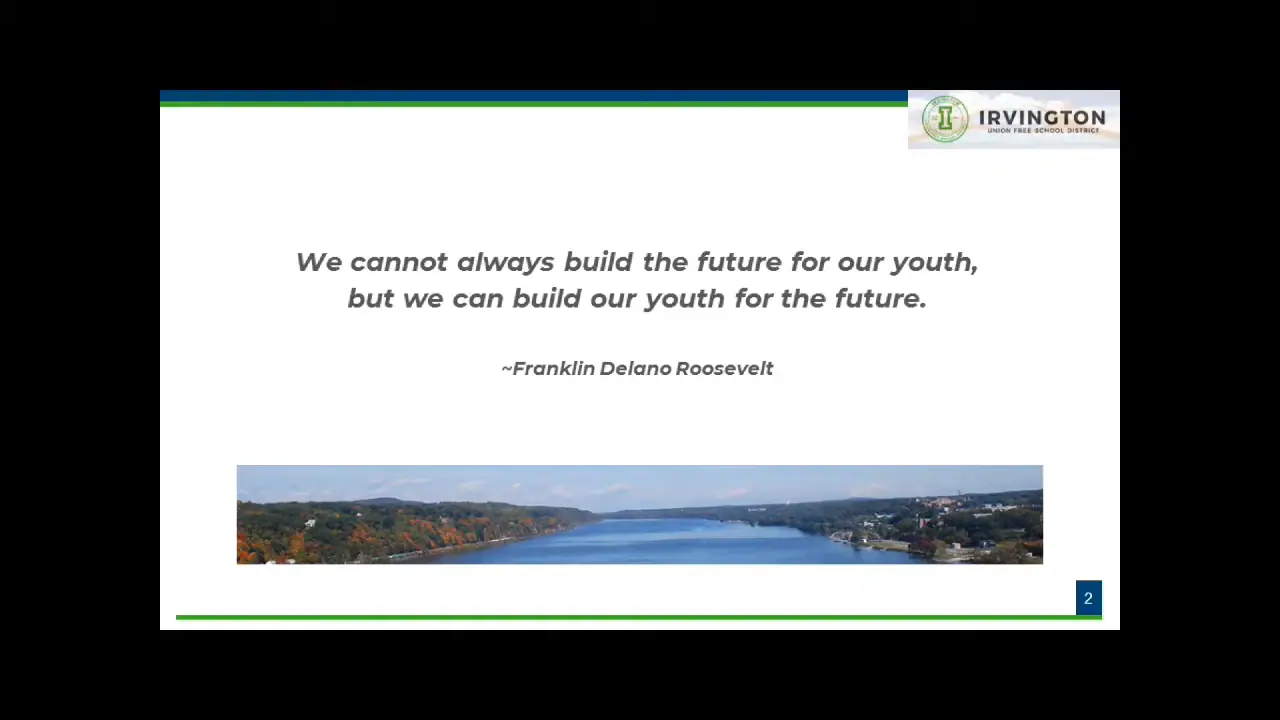 IRVINGTON
UNION FREE SCHOOL DISTRICT
We cannot always build the future for our youth,
but we can build our youth for the future.
~Franklin Delano Roosevelt
2